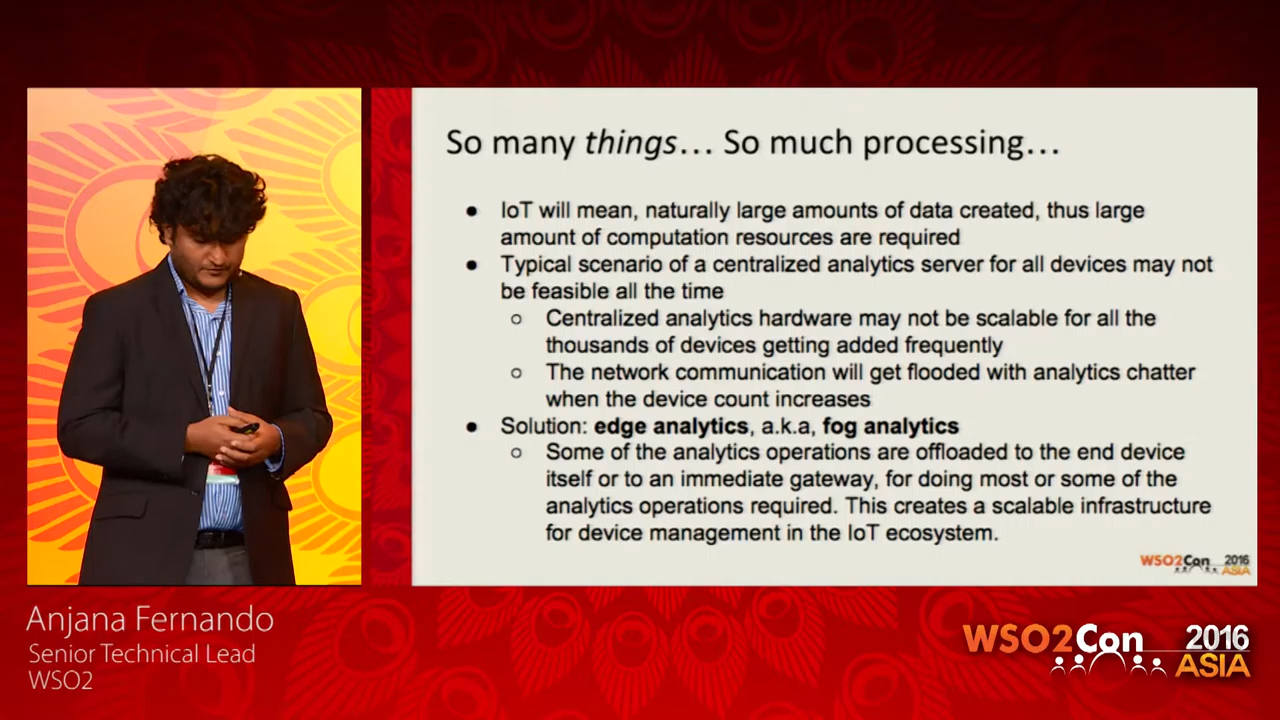 So many things… So much processing…
● IoT will mean, naturally large amounts of data created, thus large
amount of computation resources are required
● Typical scenario of a centralized analytics server for all devices may not
be feasible all the time
○ Centralized analytics hardware may not be scalable for all the
thousands of devices getting added frequently
○ The network communication will get flooded with analytics chatter
when the device count increases
● Solution: edge analytics, a.k.a, fog analytics
○ Some of the analytics operations are offloaded to the end device
itself or to an immediate gateway, for doing most or some of the
analytics operations required. This creates a scalable infrastructure
for device management in the IoT ecosystem.
WSO2Con 2016
ASIA
Anjana Fernando
Senior Technical Lead
WSO2
WSO2Con 2016
ASIA